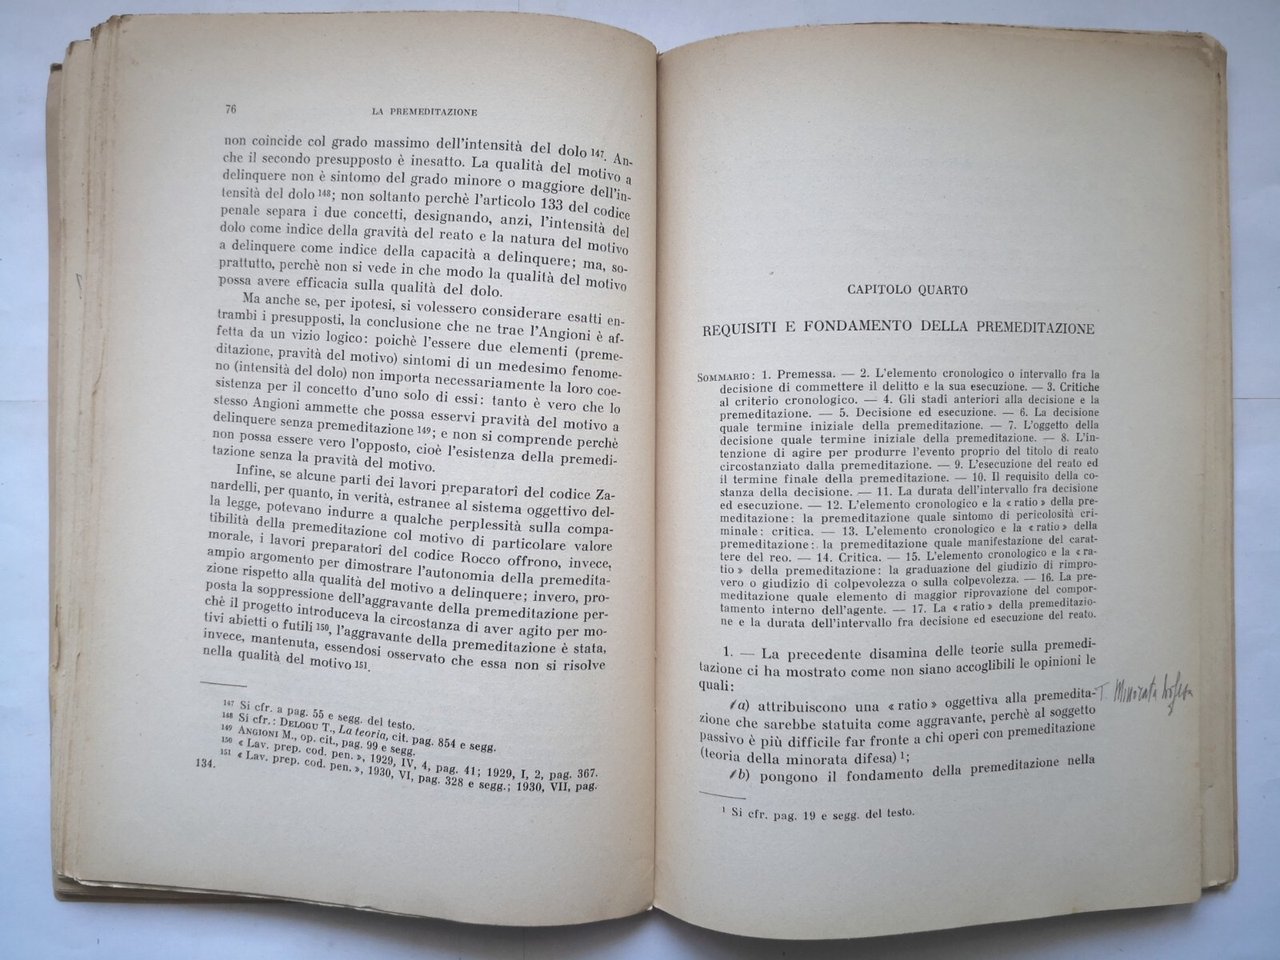 76
LA PREMEDITAZIONE
non coincide col grado massimo dell'intensità del dolo 147. An-
che il secondo presupposto è inesatto. La qualità del motivo a
delinquere non è sintomo del grado minore o maggiore dell'in-
tensità del dolo 148; non soltanto perchè l'articolo 133 del codice
penale separa i due concetti, designando, anzi, l'intensità del
dolo come indice della gravità del reato e la natura del motivo
a delinquere come indice della capacità a delinquere; ma, so-
prattutto, perchè non si vede in che modo la qualità del motivo
possa avere efficacia sulla qualità del dolo.
Ma anche se, per ipotesi, si volessero considerare esatti en-
trambi i presupposti, la conclusione che ne trae l'Angioni è af-
fetta da un vizio logico: poichè l'essere due elementi (preme-
ditazione, pravità del motivo) sintomi di un medesimo fenome-
no (intensità del dolo) non importa necessariamente la loro coe-
sistenza per il concetto d'uno solo di essi: tanto è vero che lo
stesso Angioni ammette che possa esservi pravità del motivo a
delinquere senza premeditazione 149; e non si comprende perchè
non possa essere vero l'opposto, cioè l'esistenza della premedi-
tazione senza la pravità del motivo.
Infine, se alcune parti dei lavori preparatorî del codice Za-
nardelli, per quanto, in verità, estranee al sistema oggettivo del-
la legge, potevano indurre a qualche perplessità sulla compa-
tibilità della premeditazione col motivo di particolare valore
morale, i lavori preparatorî del codice Rocco offrono, invece,
ampio argomento per dimostrare l'autonomia della premedita-
zione rispetto alla qualità del motivo a delinquere; invero, pro-
posta la soppressione dell'aggravante della premeditazione per-
chè il progetto introduceva la circostanza di aver agito per mo-
tivi abietti o futili 150, l'aggravante della premeditazione è stata,
invece, mantenuta, essendosi osservato che essa non si risolve
nella qualità del motivo 151.
147 Si cfr. a pag. 55 e segg. del testo.
148 Si cfr.: DELOGU T., La teoria, cit. pag. 854 e segg.
149 ANGIONI M., op. cit., pag. 99 e segg.
150 « Lav. prep. cod. pen. », 1929, IV, 4, pag. 41; 1929, I, 2, pag. 367.
151 « Lav. prep. cod. pen. », 1930, VI, pag. 328 e segg.; 1930, VII, pag.
134.
CAPITOLO QUARTO
REQUISITI E FONDAMENTO DELLA PREMEDITAZIONE
SOMMARIO: 1. Premessa. — 2. L'elemento cronologico o intervallo fra la
decisione di commettere il delitto e la sua esecuzione. — 3. Critiche
al criterio cronologico. — 4. Gli stadi anteriori alla decisione e la
premeditazione. — 5. Decisione ed esecuzione. — 6. La decisione
quale termine iniziale della premeditazione. — 7. L'oggetto della
decisione quale termine iniziale della premeditazione. — 8. L'in-
tenzione di agire per produrre l'evento proprio del titolo di reato
circostanziato dalla premeditazione. — 9. L'esecuzione del reato ed
il termine finale della premeditazione. — 10. Il requisito della co-
stanza della decisione. — 11. La durata dell'intervallo fra decisione
ed esecuzione. — 12. L'elemento cronologico e la « ratio » della pre-
meditazione: la premeditazione quale sintomo di pericolosità cri-
minale: critica. — 13. L'elemento cronologico e la « ratio » della
premeditazione: la premeditazione quale manifestazione del carat-
tere del reo. — 14. Critica. — 15. L'elemento cronologico e la « ra-
tio » della premeditazione: la graduazione del giudizio di rimpro-
vero o giudizio di colpevolezza o sulla colpevolezza. — 16. La pre-
meditazione quale elemento di maggior riprovazione del compor-
tamento interno dell'agente. — 17. La « ratio » della premeditazio-
ne e la durata dell'intervallo fra decisione ed esecuzione del reato.
1. — La precedente disamina delle teorie sulla premedi-
tazione ci ha mostrato come non siano accoglibili le opinioni le
quali:
a) attribuiscono una « ratio » oggettiva alla premedita-
zione che sarebbe statuita come aggravante, perchè al soggetto
passivo è più difficile far fronte a chi operi con premeditazione
(teoria della minorata difesa) 1;
b) pongono il fondamento della premeditazione nella
T. Minorata difesa
1 Si cfr. pag. 19 e segg. del testo.